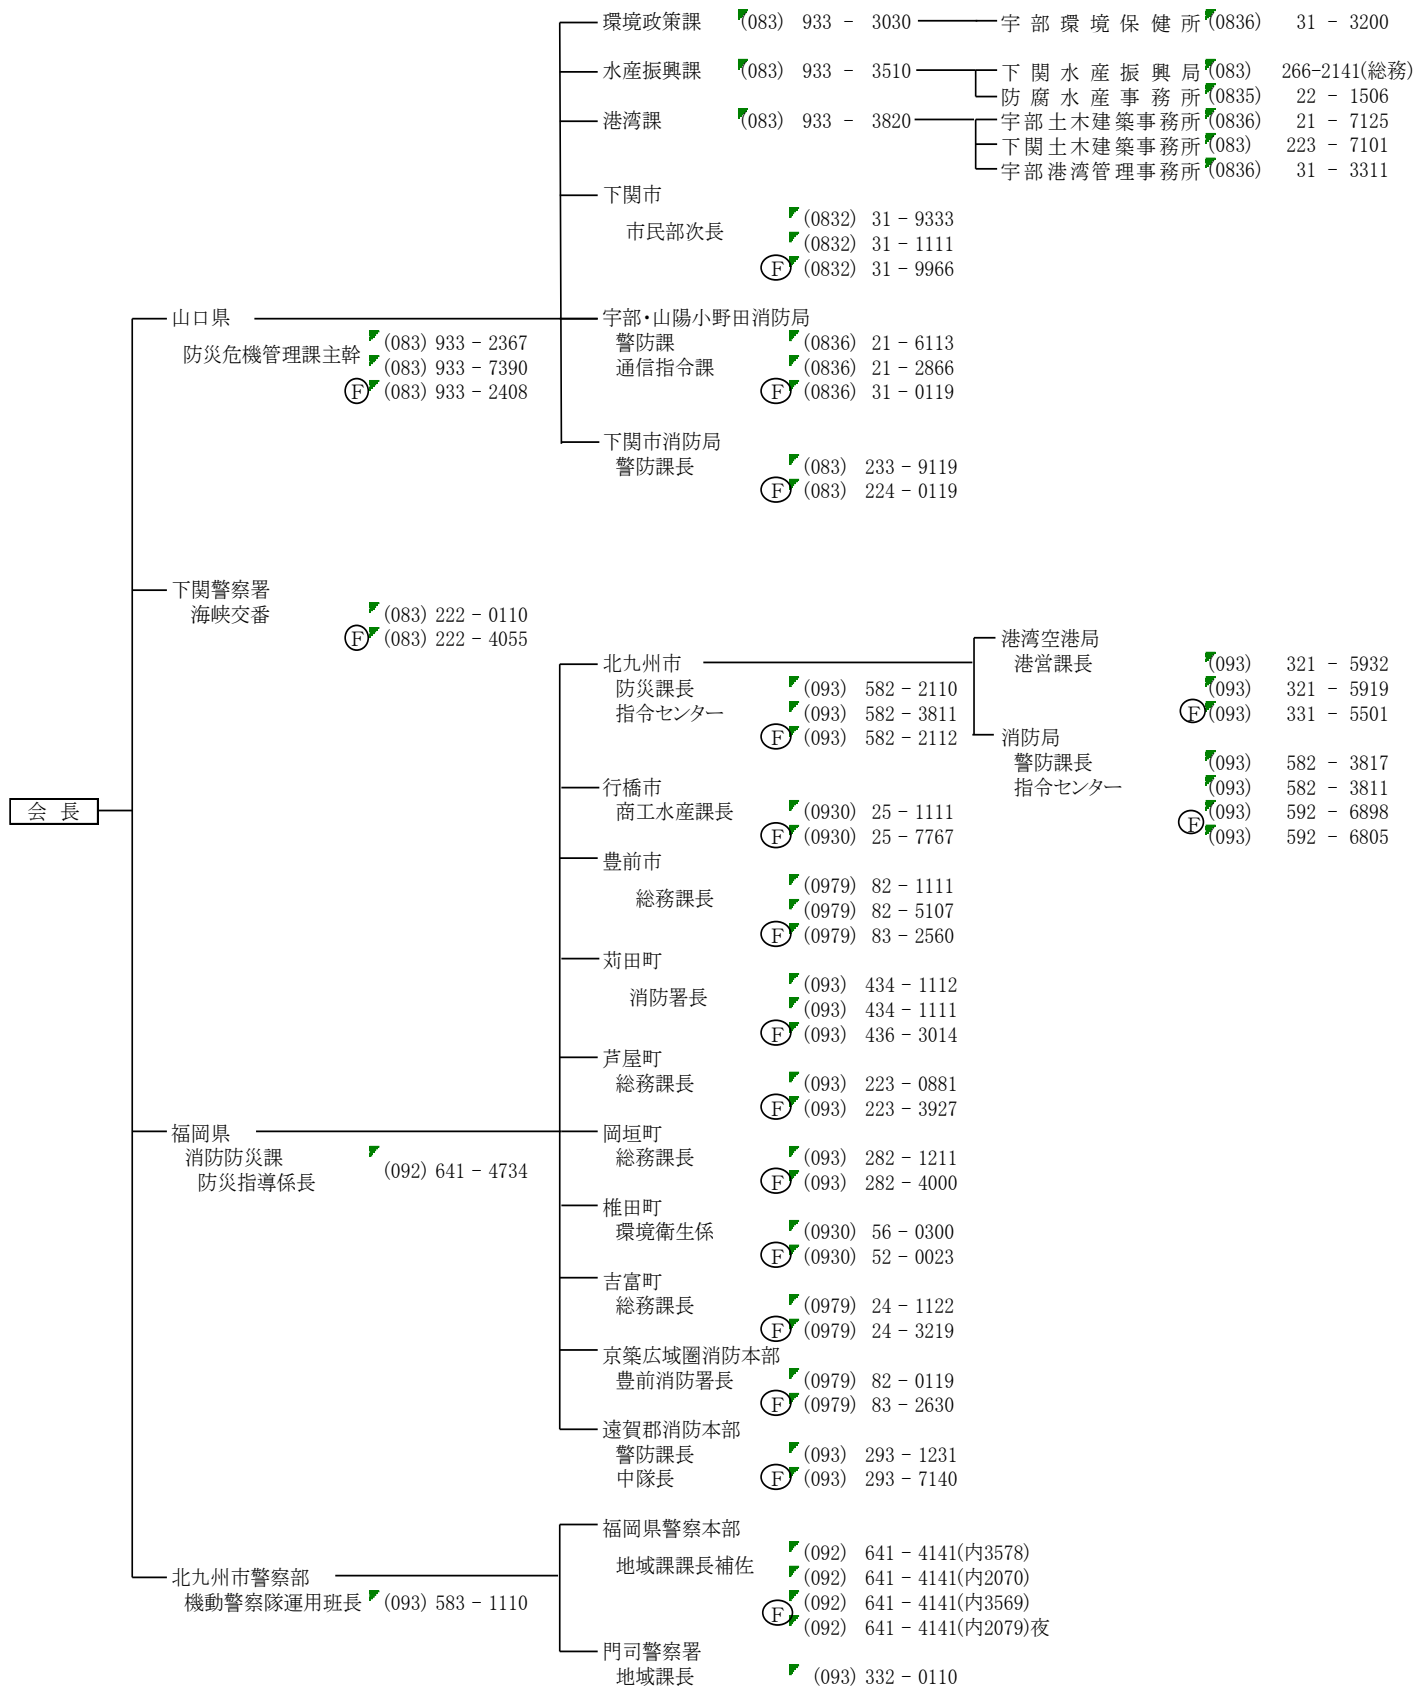 環境政策課 (083) 933 - 3030 宇部環境保健所 (0836) 31 - 3200
水産振興課 (083) 933 - 3510 下関水産振興局 (083) 266-2141(総務)
防腐水産事務所 (0835) 22 - 1506
港湾課 (083) 933 - 3820 宇部土木建築事務所 (0836) 21 - 7125
下関土木建築事務所 (083) 223 - 7101
宇部港湾管理事務所 (0836) 31 - 3311
下関市
市民部次長 (0832) 31 - 9333
(0832) 31 - 1111
F (0832) 31 - 9966
山口県
防災危機管理課主幹 (083) 933 - 2367
(083) 933 - 7390
F (083) 933 - 2408
宇部・山陽小野田消防局
警防課 (0836) 21 - 6113
通信指令課 (0836) 21 - 2866
F (0836) 31 - 0119
下関市消防局
警防課長 (083) 233 - 9119
F (083) 224 - 0119
下関警察署
海峡交番 (083) 222 - 0110
F (083) 222 - 4055
北九州市
防災課長 (093) 582 - 2110
指令センター (093) 582 - 3811
F (093) 582 - 2112
港湾空港局
港営課長 (093) 321 - 5932
(093) 321 - 5919
F (093) 331 - 5501
消防局
警防課長 (093) 582 - 3817
指令センター (093) 582 - 3811
F (093) 592 - 6898
(093) 592 - 6805
会 長
行橋市
商工水産課長 (0930) 25 - 1111
F (0930) 25 - 7767
豊前市
総務課長 (0979) 82 - 1111
(0979) 82 - 5107
F (0979) 83 - 2560
苅田町
消防署長 (093) 434 - 1112
(093) 434 - 1111
F (093) 436 - 3014
芦屋町
総務課長 (093) 223 - 0881
F (093) 223 - 3927
福岡県
消防防災課
防災指導係長 (092) 641 - 4734
岡垣町
総務課長 (093) 282 - 1211
F (093) 282 - 4000
椎田町
環境衛生係 (0930) 56 - 0300
F (0930) 52 - 0023
吉富町
総務課長 (0979) 24 - 1122
F (0979) 24 - 3219
京築広域圏消防本部
豊前消防署長 (0979) 82 - 0119
F (0979) 83 - 2630
遠賀郡消防本部
警防課長 (093) 293 - 1231
中隊長 F (093) 293 - 7140
北九州市警察部
機動警察隊運用班長 (093) 583 - 1110
福岡県警察本部
地域課課長補佐 (092) 641 - 4141(内3578)
(092) 641 - 4141(内2070)
F (092) 641 - 4141(内3569)
(092) 641 - 4141(内2079)夜
門司警察署
地域課長 (093) 332 - 0110